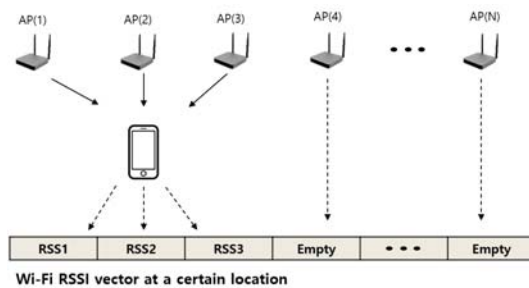 AP(1) AP(2) AP(3) AP(4) • • • AP(N)
RSS1 RSS2 RSS3 Empty • • • Empty
Wi-Fi RSSI vector at a certain location